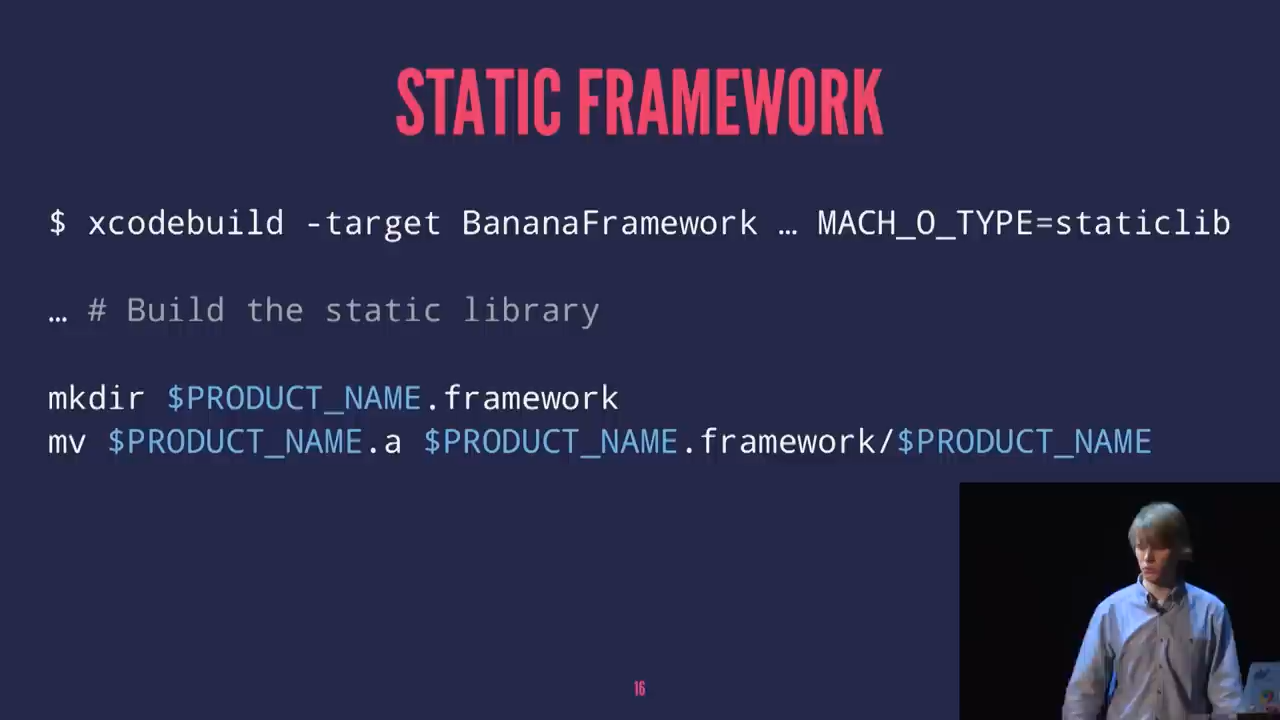 STATIC FRAMEWORK
$ xcodebuild -target BananaFramework … MACH_O_TYPE=staticlib
… # Build the static library
mkdir $PRODUCT_NAME.framework
mv $PRODUCT_NAME.a $PRODUCT_NAME.framework/$PRODUCT_NAME
16